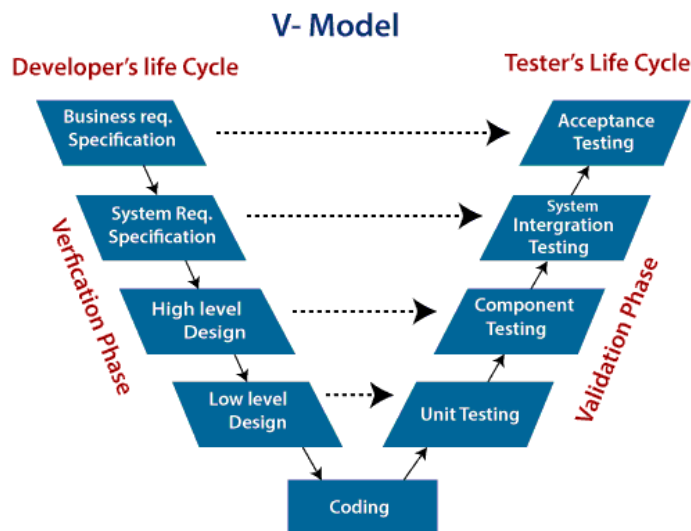 V- Model
Developer's life Cycle
Tester's Life Cycle
Business req.
Specification
Acceptance
Testing
System Req.
Specification
System
Intergration
Testing
High level
Design
Component
Testing
Low level
Design
Unit Testing
Coding
Verfication Phase
Validation Phase